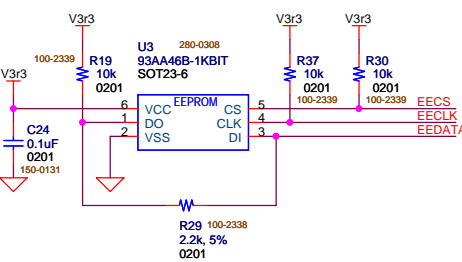 V3r3
V3r3
V3r3
U3
280-0308
93AA46B-1KBIT
SOT23-6
100-2339
R19
10k
0201
R37
10k
0201
100-2339
R30
10k
0201
100-2339
V3r3
EEPROM
6
VCC
CS
5
EECS
1
DO
CLK
4
EECLK
2
VSS
DI
3
EEDATA
C24
0.1uF
0201
150-0131
R29
100-2338
2.2k, 5%
0201